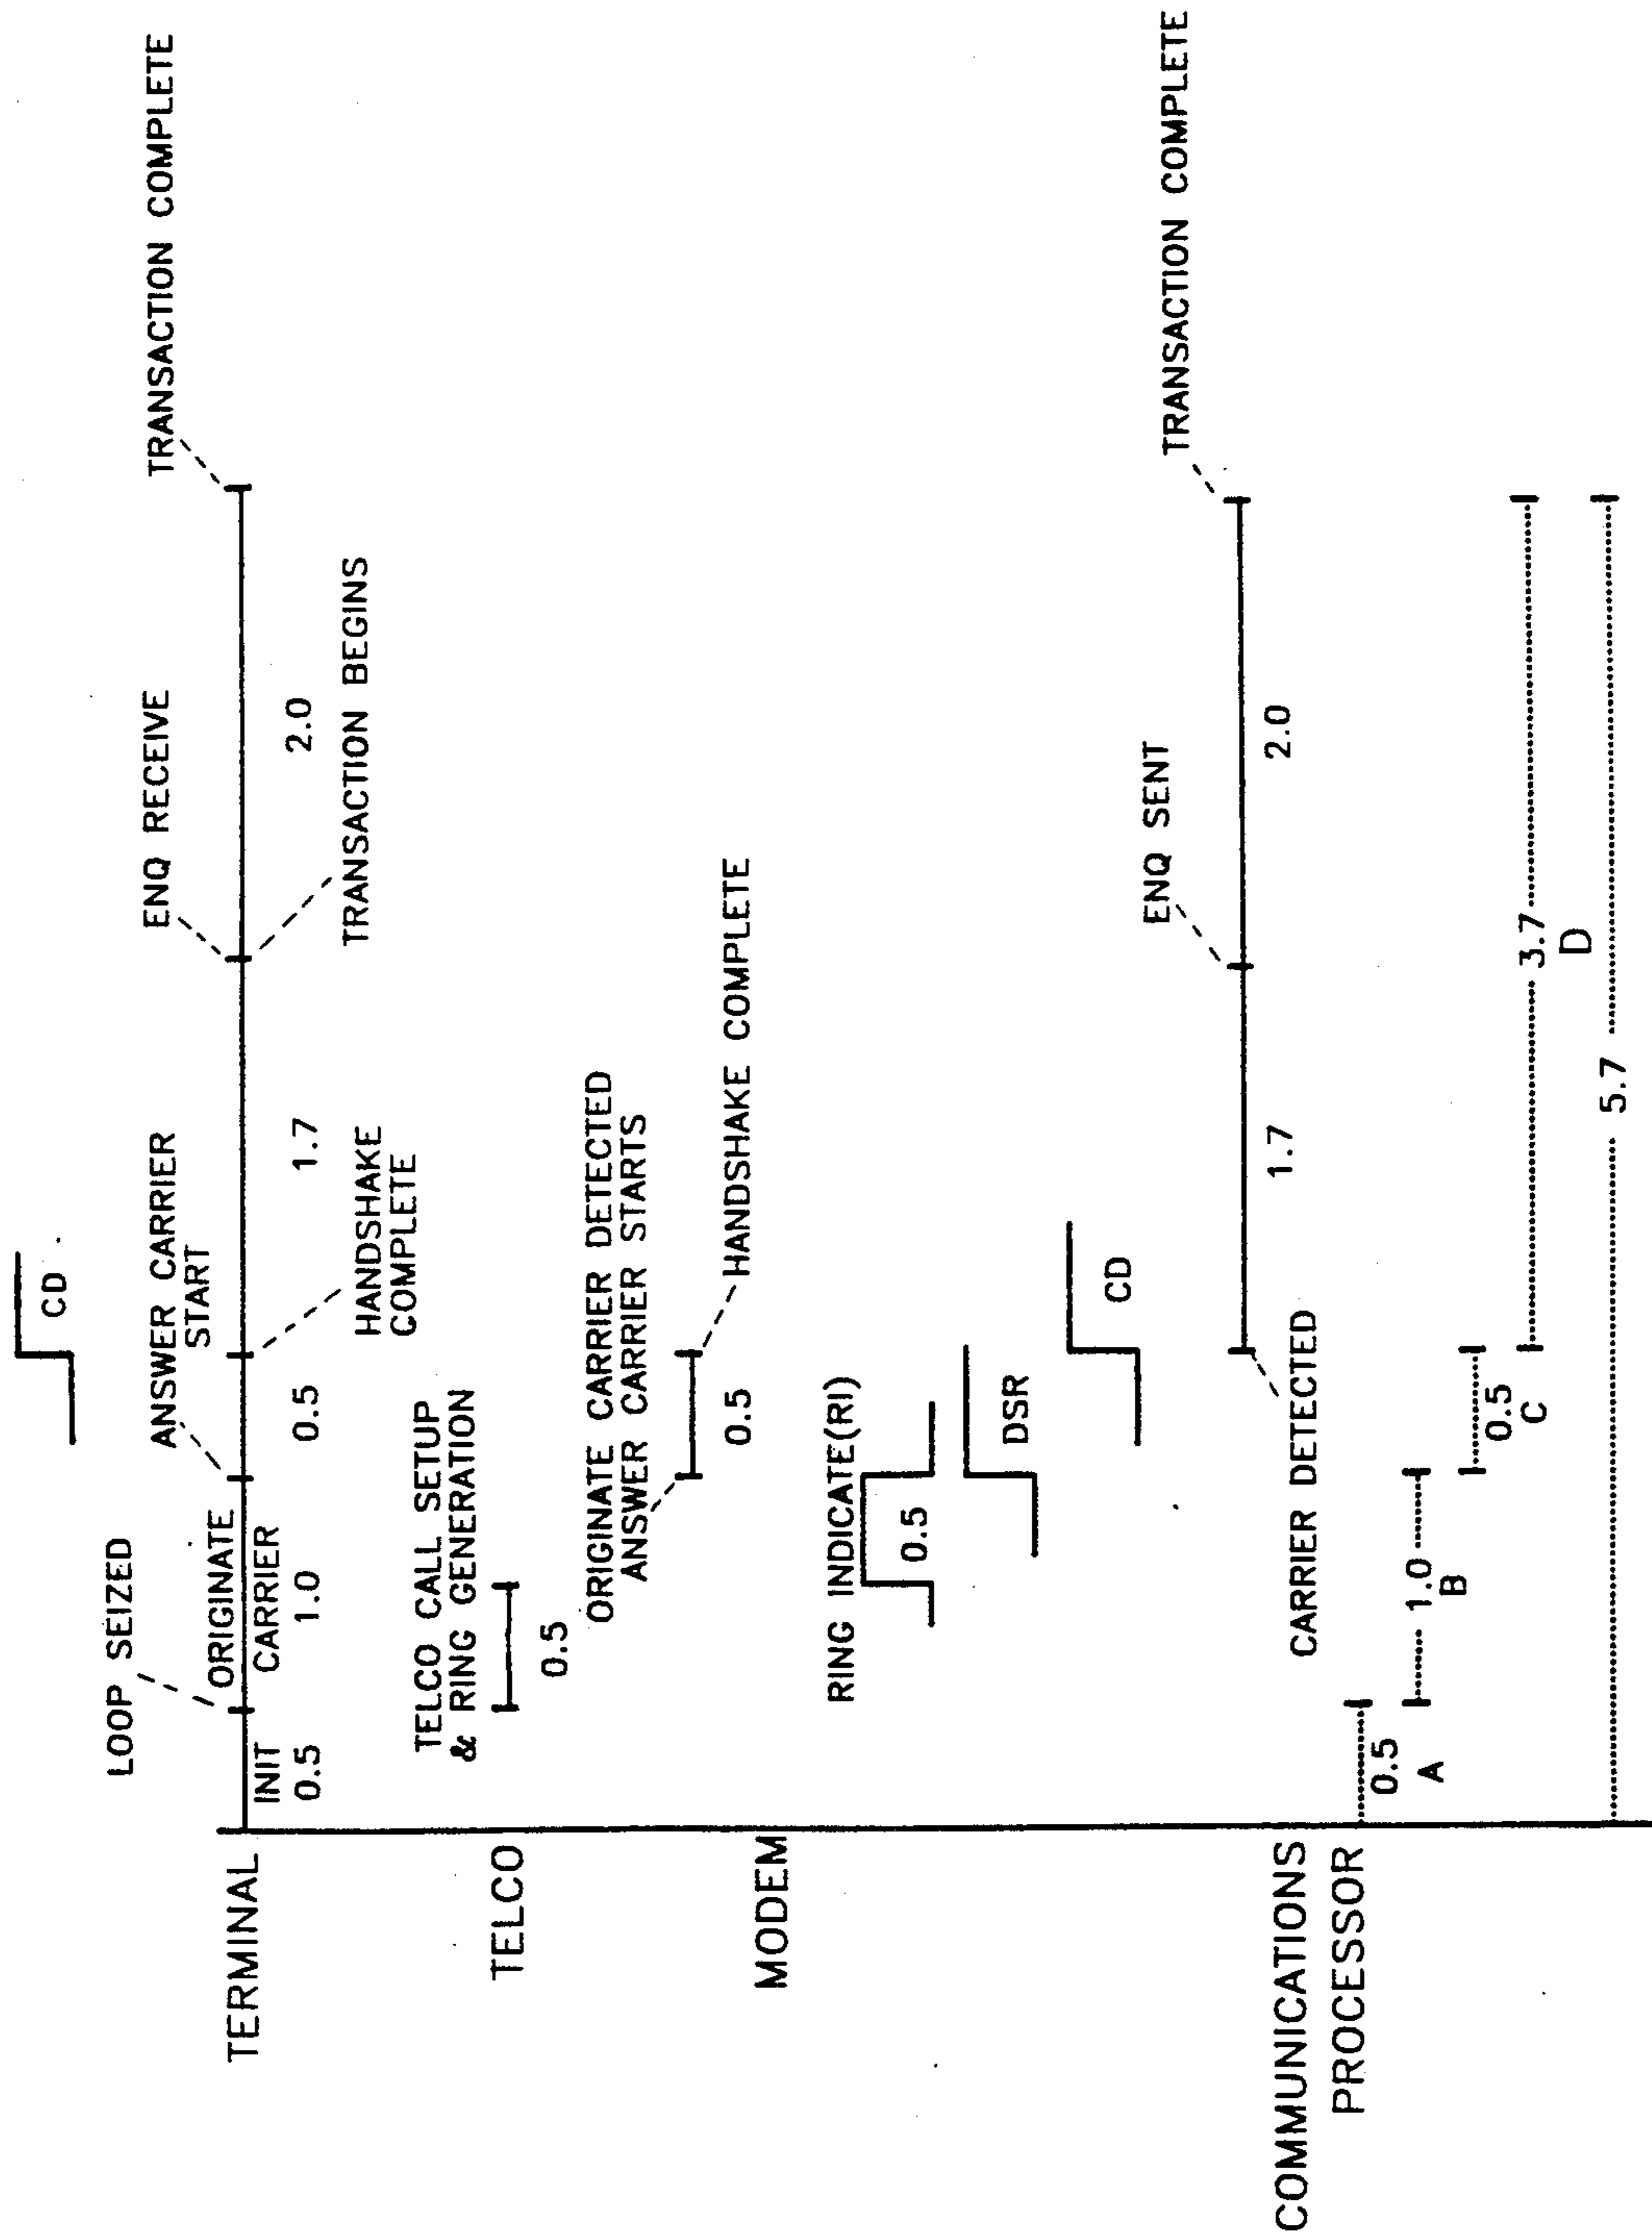 CD
TERMINAL
LOOP SEIZED
ANSWER CARRIER
START
ENQ RECEIVE
TRANSACTION COMPLETE
INIT
0.5
ORIGINATE
CARRIER
1.0
0.5
HANDSHAKE
COMPLETE
1.7
TRANSACTION BEGINS
2.0
TELCO
TELCO CALL SETUP
& RING GENERATION
0.5
MODEM
ORIGINATE CARRIER DETECTED
ANSWER CARRIER STARTS
0.5
HANDSHAKE COMPLETE
RING INDICATE(RI)
0.5
DSR
CD
COMMUNICATIONS
PROCESSOR
CARRIER DETECTED
1.7
ENQ SENT
2.0
TRANSACTION COMPLETE
0.5
A
1.0
B
0.5
C
3.7
D
5.7